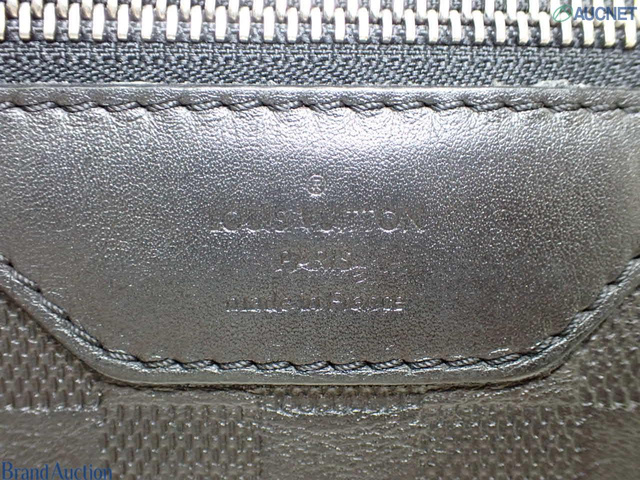 AUCNET
®
LOUIS VUITTON
PARIS
made in France
Brand Auction